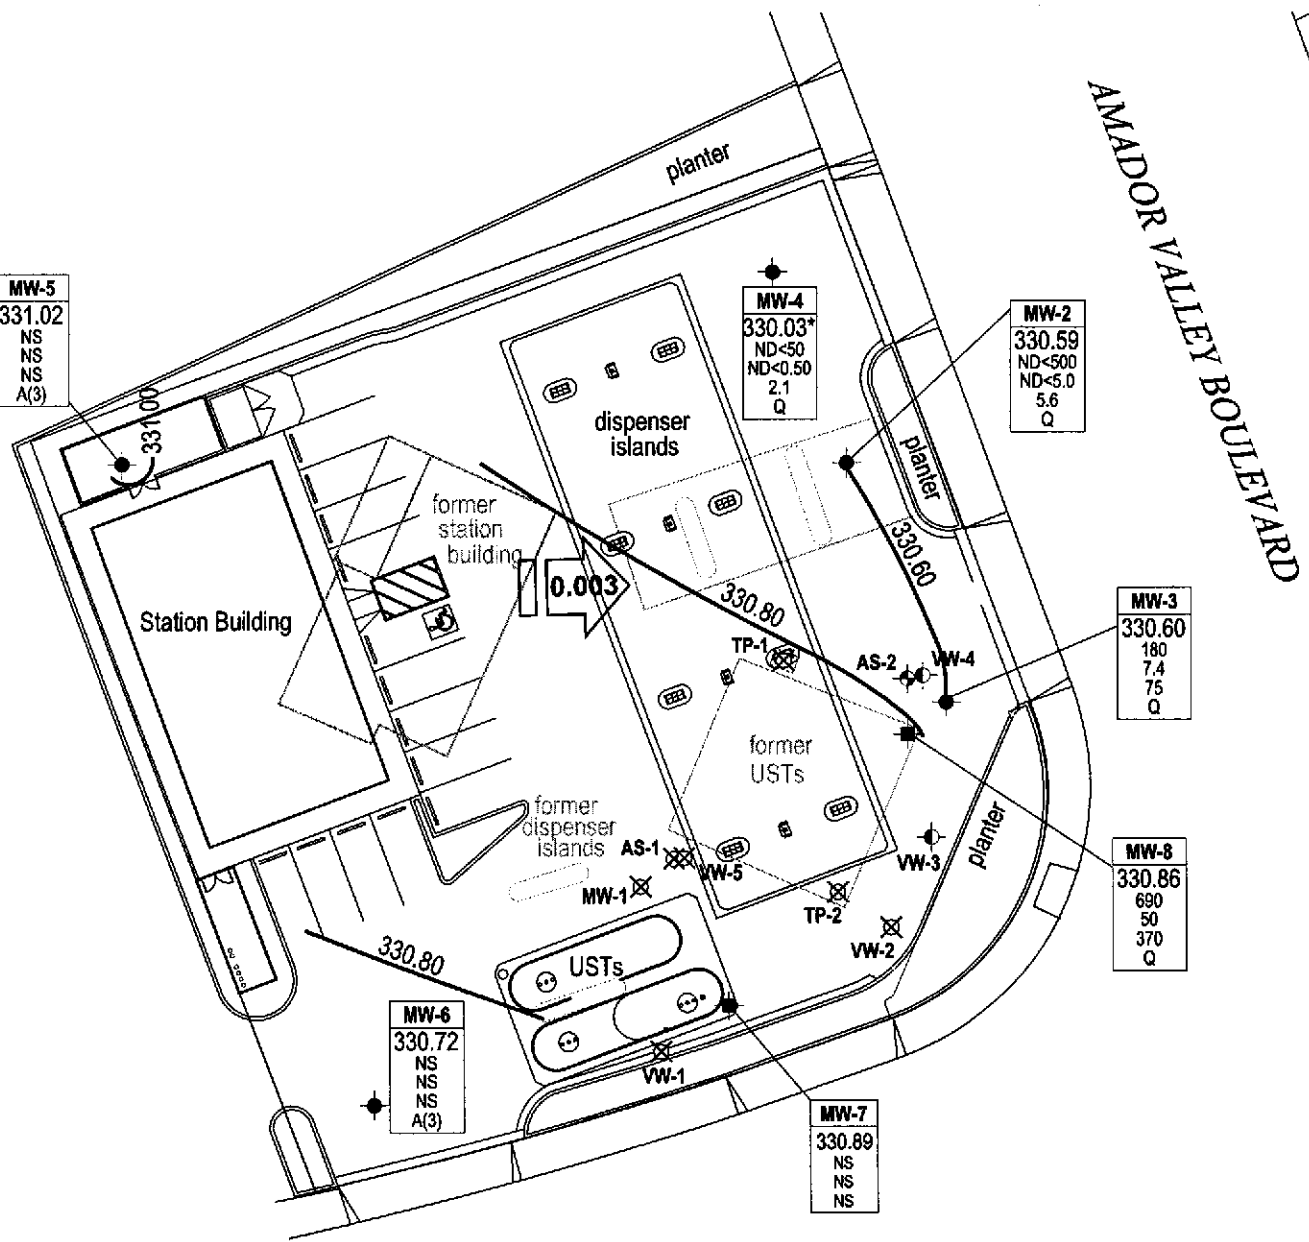 AMADOR VALLEY BOULEVARD
planter
MW-5
331.02
NS
NS
NS
A(3)
331.00
MW-4
330.03*
ND<50
ND<0.50
2.1
Q
MW-2
330.59
ND<500
ND<5.0
5.6
Q
dispenser
islands
planter
former
station
building
330.60
0.003
330.80
Station Building
TP-1
AS-2
VW-4
MW-3
330.60
180
7.4
75
Q
former
USTs
former
dispenser
islands
AS-1
VW-5
MW-1
TP-2
VW-3
VW-2
planter
MW-8
330.86
690
50
370
Q
330.80
USTs
MW-6
330.72
NS
NS
NS
A(3)
VW-1
MW-7
330.89
NS
NS
NS